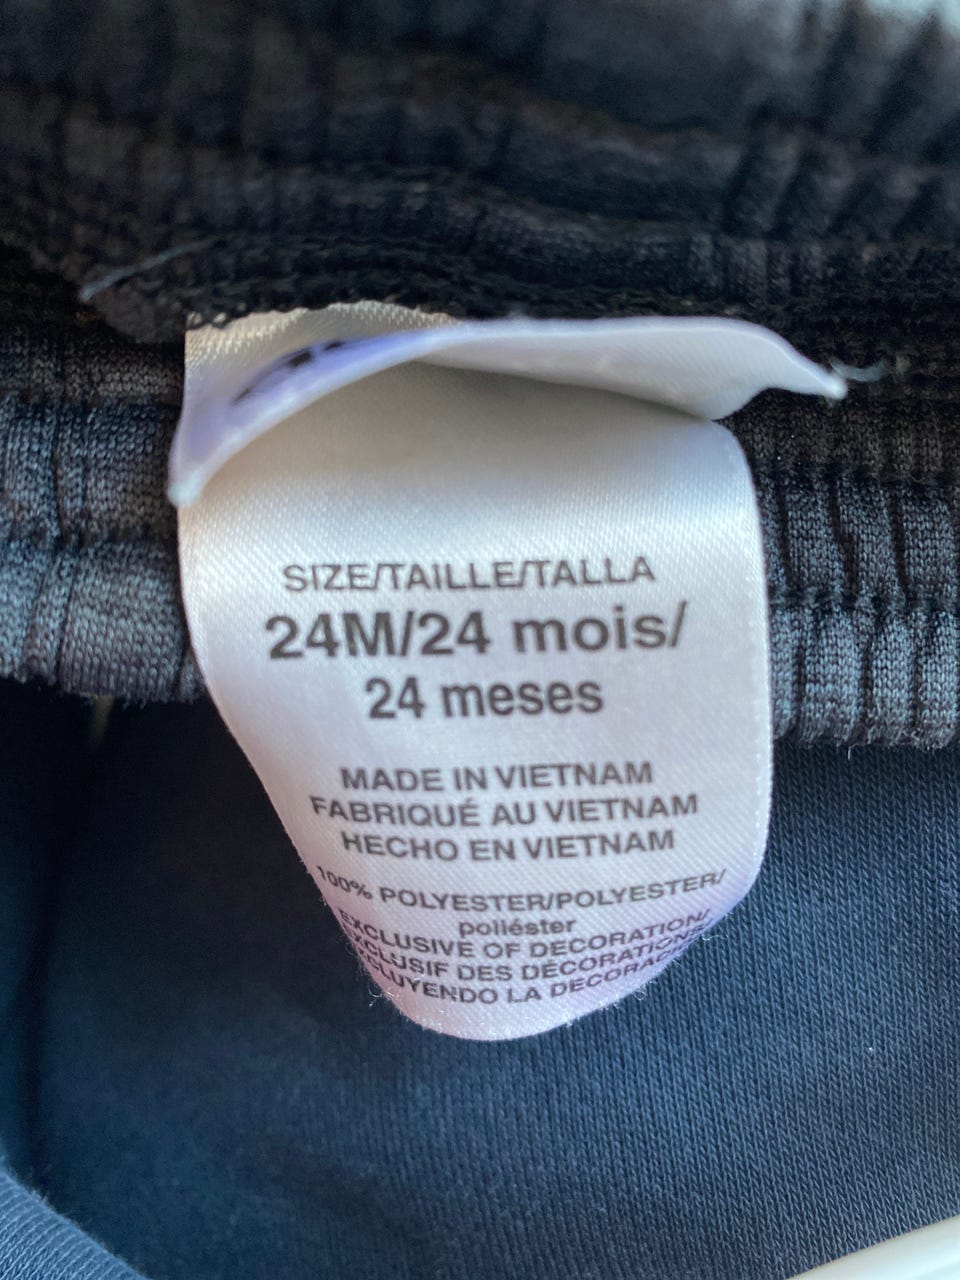 SIZE/TAILLE/TALLA
24M/24 mois/
24 meses
MADE IN VIETNAM
FABRIQUÉ AU VIETNAM
HECHO EN VIETNAM
100% POLYESTER/POLYESTER/
poliéster
EXCLUSIVE OF DECORATION/
EXCLUSIF DES DÉCORATIONS
LA